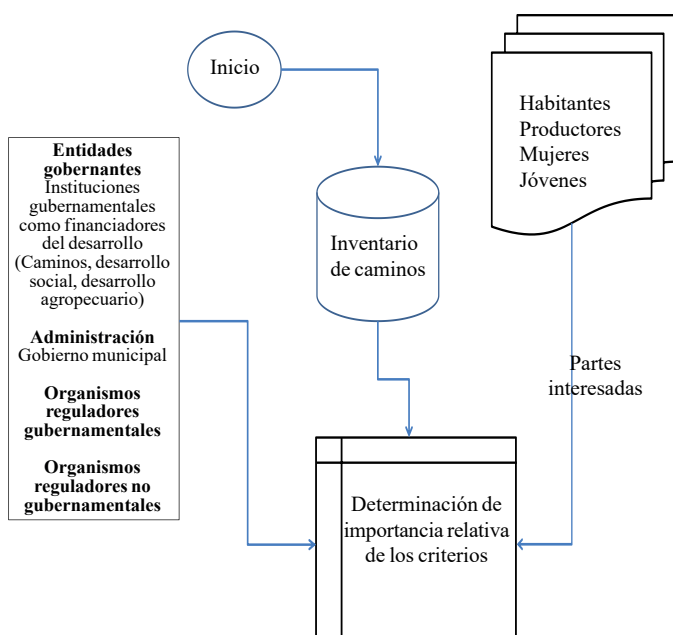 Inicio
Habitantes
Productores
Mujeres
Jóvenes
Entidades
gobernantes
Instituciones
gubernamentales
como financiadores
del desarrollo
(Caminos, desarrollo
social, desarrollo
agropecuario)
Administración
Gobierno municipal
Organismos
reguladores
gubernamentales
Organismos
reguladores no
gubernamentales
Inventario
de caminos
Partes
interesadas
Determinación de
importancia relativa
de los criterios